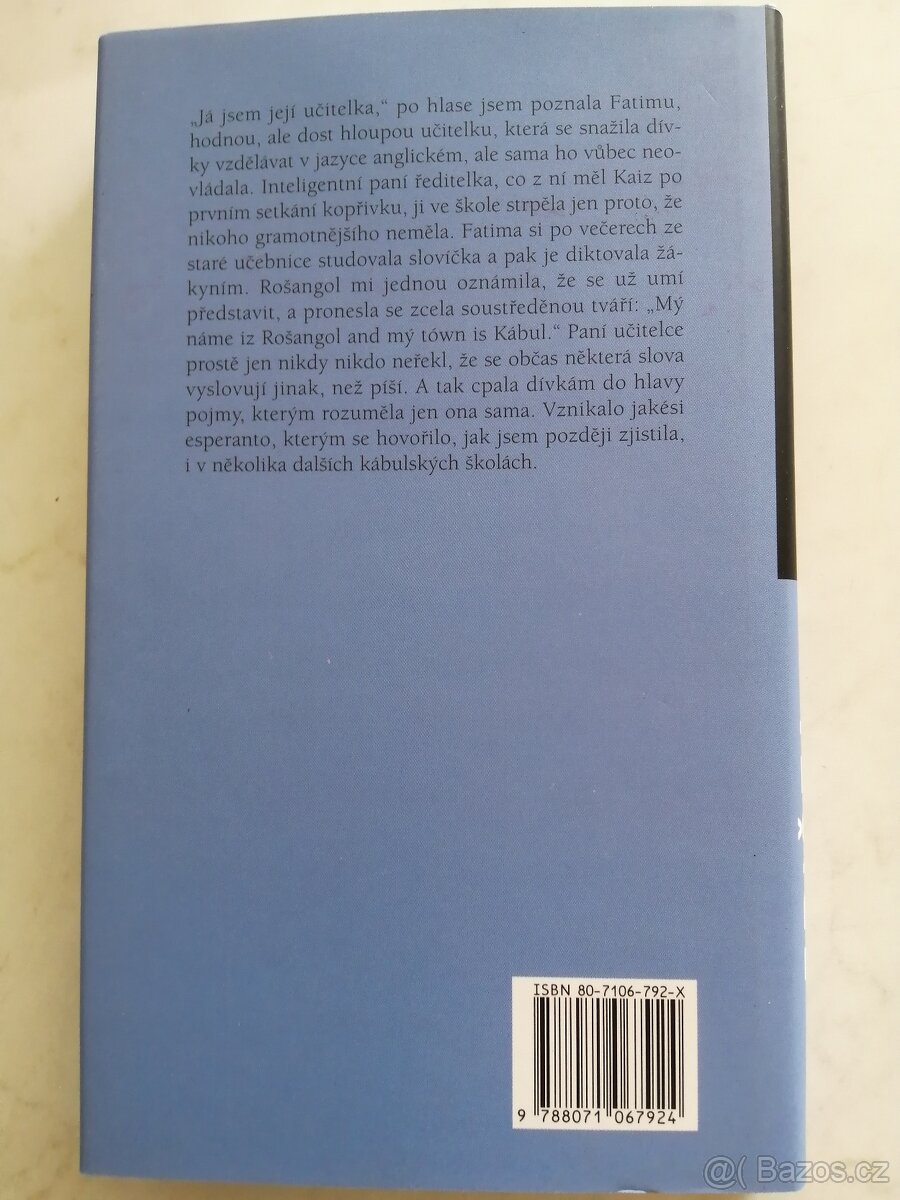 „Já jsem její učitelka,“ po hlase jsem poznala Fatimu,
hodnou, ale dost hloupou učitelku, která se snažila dív-
ky vzdělávat v jazyce anglickém, ale sama ho vůbec neo-
vládala. Inteligentní paní ředitelka, co z ní měl Kaiz po
prvním setkání kopřivku, ji ve škole strpěla jen proto, že
nikoho gramotnějšího neměla. Fatima si po večerech ze
staré učebnice studovala slovíčka a pak je diktovala žá-
kyním. Rošangol mi jednou oznámila, že se už umí
představit, a pronesla se zcela soustředěnou tváří: „Mý
náme iz Rošangol and mý tówn is Kábul.“ Paní učitelce
prostě jen nikdy nikdo neřekl, že se občas některá slova
vyslovují jinak, než píší. A tak cpala dívkám do hlavy
pojmy, kterým rozuměla jen ona sama. Vznikalo jakési
esperanto, kterým se hovořilo, jak jsem později zjistila,
i v několika dalších kábulských školách.
ISBN 80-7106-792-X
9 788071 067924
@( Bazos.cz